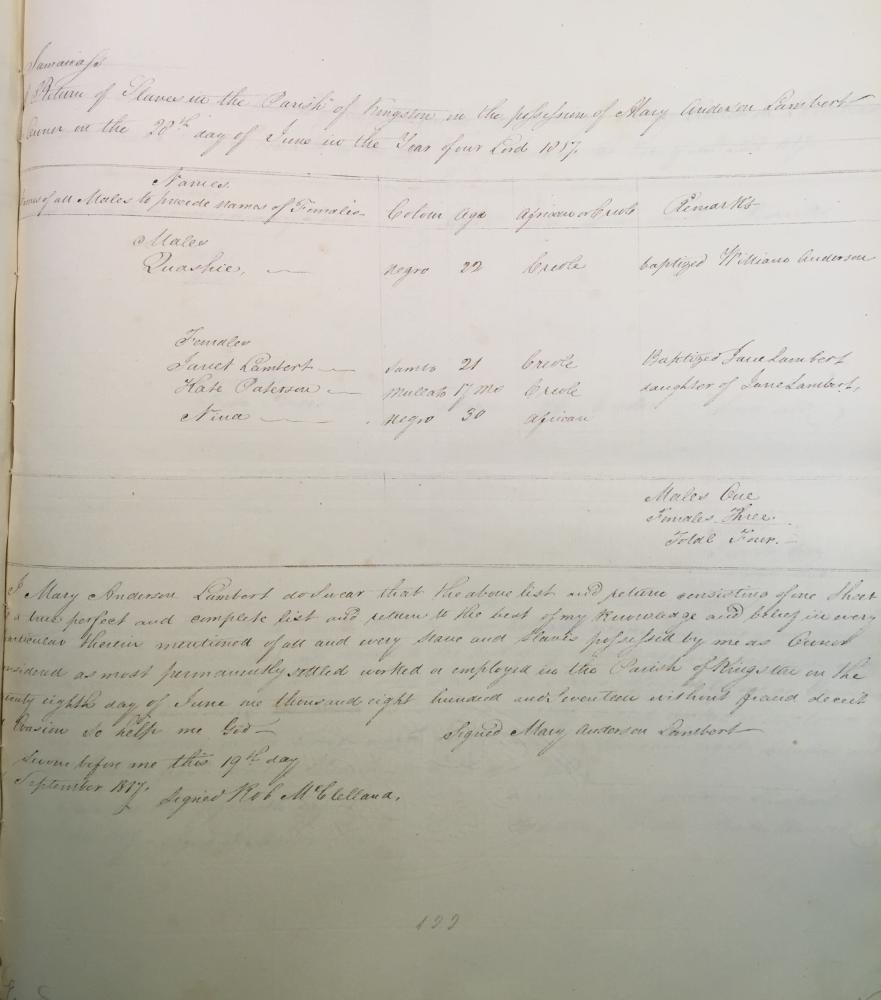 Jamaica Ss
A Return of Slaves in the Parish of Kingston in the possession of Mary Anderson Lambert
Owner on the 28th day of June in the Year of our Lord 1817.
Names
Names of all Males to precede names of Females Colour Age African or Creole Remarks
Males
Quashie, negro 22 Creole baptized William Anderson
Females
Janet Lambert Sambo 21 Creole Baptized Jane Lambert
Kate Paterson Mullato 17 Mo Creole daughter of Jane Lambert,
Nina negro 30 African
Males One
Females Three
Total Four.
I Mary Anderson Lambert do Swear that the above list and return consisting of one Sheet
is a true perfect and complete list and return to the best of my Knowledge and belief in every
particular therein mentioned of all and every Slave and Slaves possessed by me as Owner
considered as most permanently settled worked or employed in the Parish of Kingston on the
twenty eighth day of June one thousand eight hundred and Seventeen without fraud deceit
or Evasion So help me God Signed Mary Anderson Lambert
Sworn before me this 19th day
September 1817. Signed Rob McClelland.
122